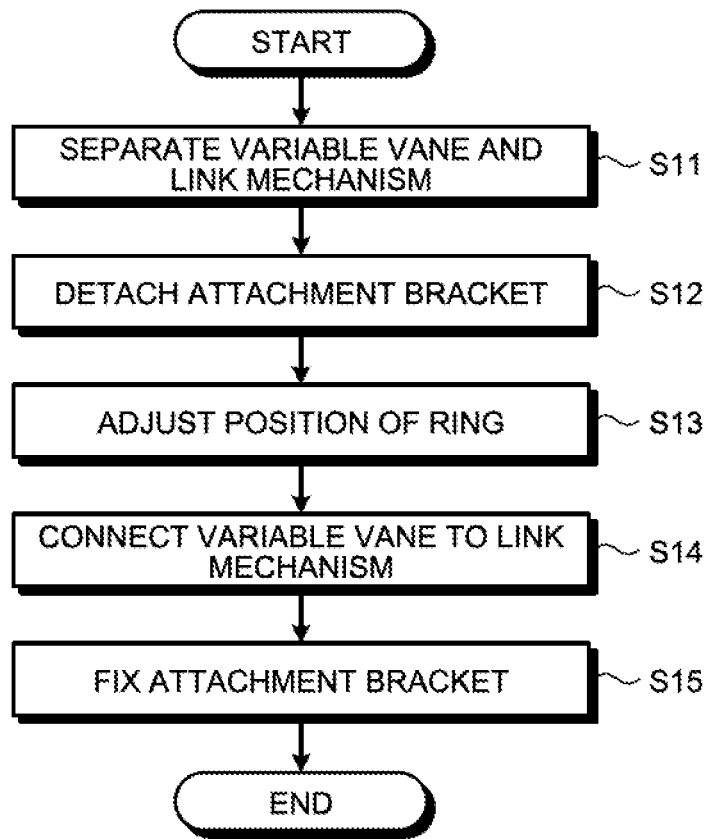 START
SEPARATE VARIABLE VANE AND
LINK MECHANISM
S11
DETACH ATTACHMENT BRACKET
S12
ADJUST POSITION OF RING
S13
CONNECT VARIABLE VANE TO LINK
MECHANISM
S14
FIX ATTACHMENT BRACKET
S15
END